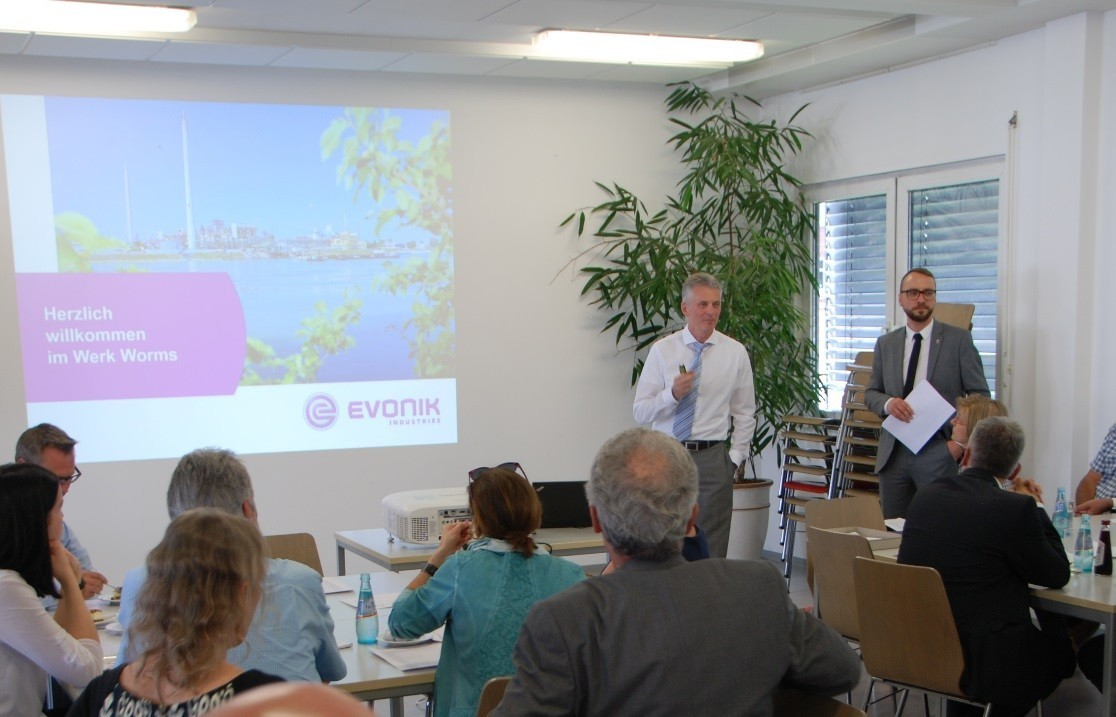 Herzlich
willkommen
im Werk Worms
EVONIK
INDUSTRIES